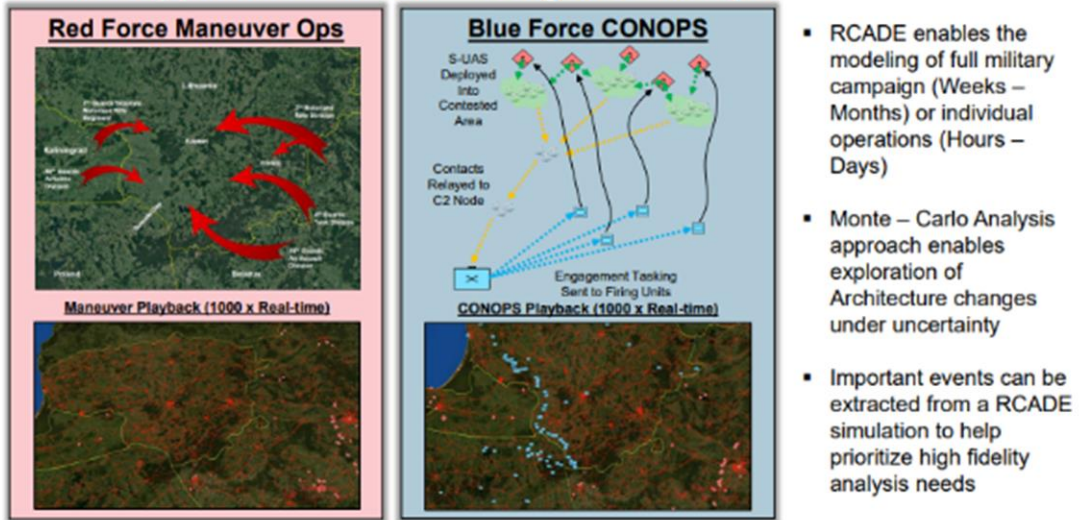 Red Force Maneuver Ops
Lithuania
Kaunas
Kaliningrad
Poland
Belarus
Maneuver Playback (1000 x Real-time)
Blue Force CONOPS
S-UAS
Deployed
Into
Contested
Area
Contacts
Relayed to
C2 Node
Engagement Tasking
Sent to Firing Units
CONOPS Playback (1000 x Real-time)
▪ RCADE enables the
modeling of full military
campaign (Weeks –
Months) or individual
operations (Hours –
Days)
▪ Monte – Carlo Analysis
approach enables
exploration of
Architecture changes
under uncertainty
▪ Important events can be
extracted from a RCADE
simulation to help
prioritize high fidelity
analysis needs